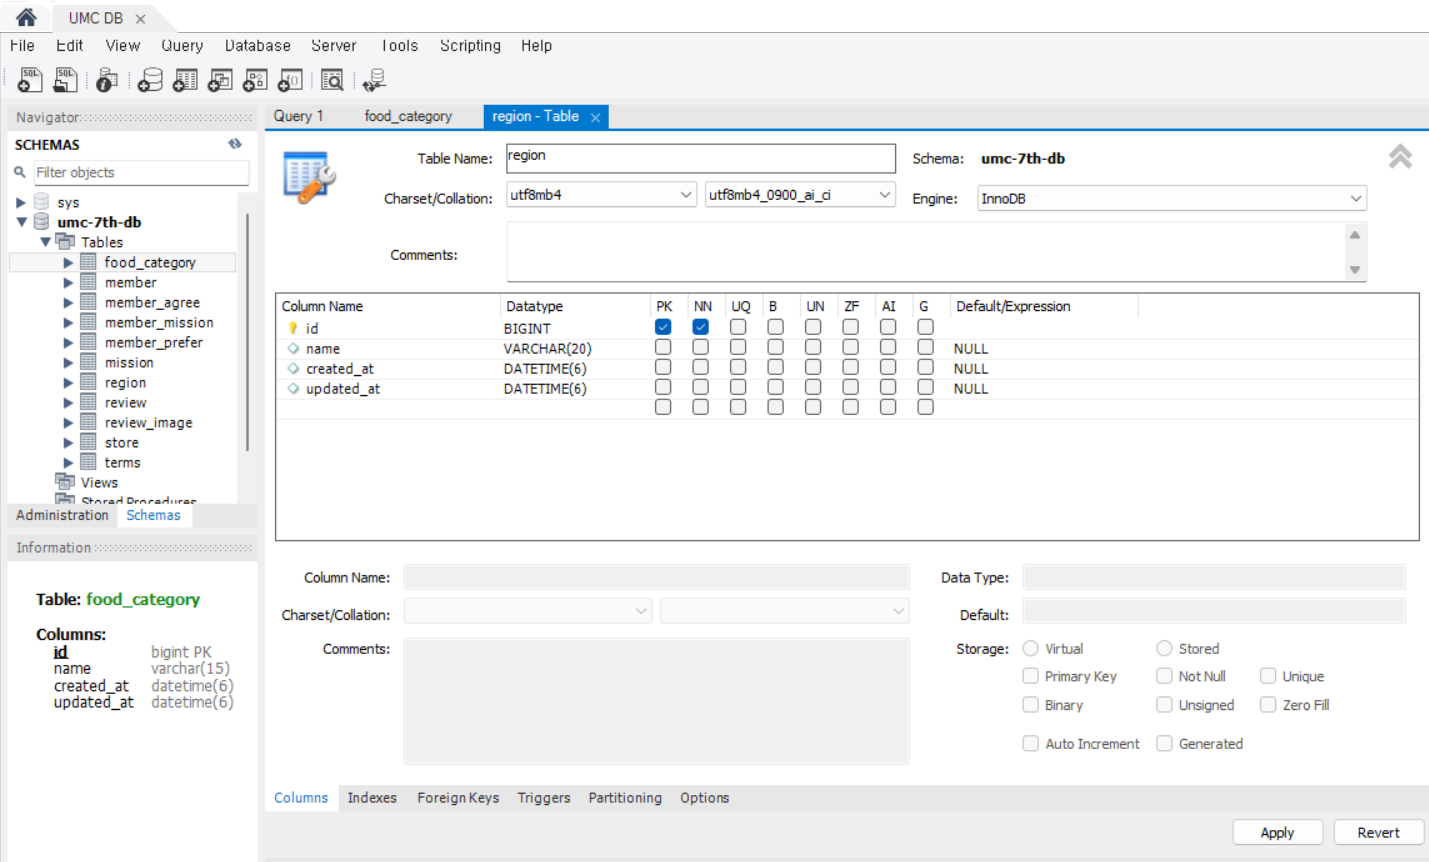 UMC DB
File Edit View Query Database Server Tools Scripting Help
Navigator
SCHEMAS
Filter objects
sys
umc-7th-db
Tables
food_category
member
member_agree
member_mission
member_prefer
mission
region
review
review_image
store
terms
Views
Stored Procedures
Administration Schemas
Information
Table: food_category
Columns:
id bigint PK
name varchar(15)
created_at datetime(6)
updated_at datetime(6)
Query 1 food_category region - Table
Table Name: region Schema: umc-7th-db
Charset/Collation: utf8mb4 utf8mb4_0900_ai_ci Engine: InnoDB
Comments:
Column Name Datatype PK NN UQ B UN ZF AI G Default/Expression
id BIGINT
name VARCHAR(20) NULL
created_at DATETIME(6) NULL
updated_at DATETIME(6) NULL
Column Name: Data Type:
Charset/Collation: Default:
Comments: Storage: Virtual Stored
Primary Key Not Null Unique
Binary Unsigned Zero Fill
Auto Increment Generated
Columns Indexes Foreign Keys Triggers Partitioning Options
Apply Revert